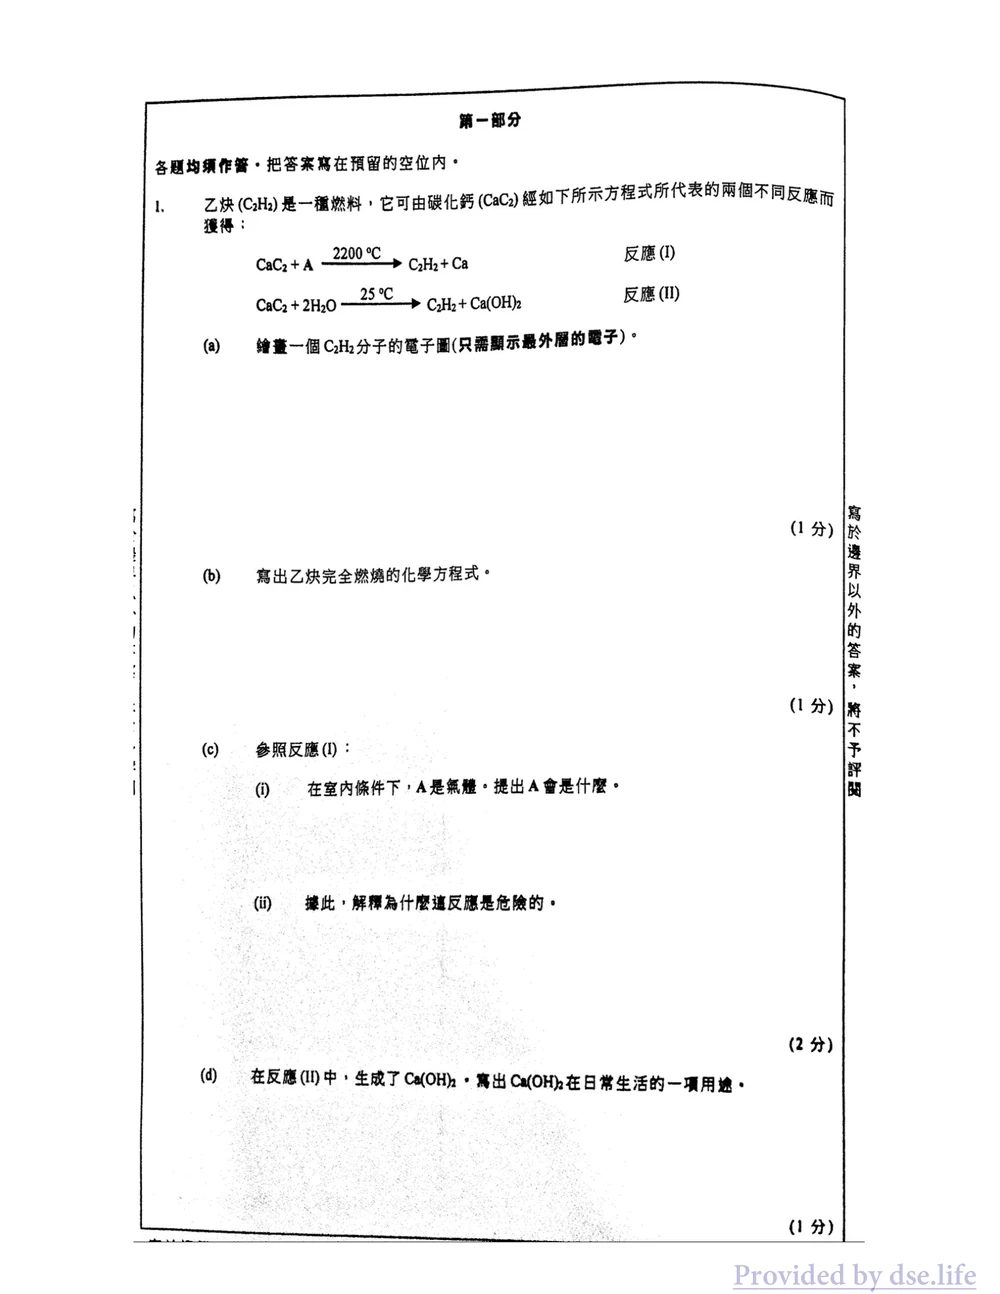 第一部分
各題均須作答。把答案寫在預留的空位內。
1. 乙炔 (C₂H₂) 是一種燃料，它可由碳化鈣 (CaC₂) 經如下所示方程式所代表的兩個不同反應而
獲得：
CaC₂ + A 2200 °C → C₂H₂ + Ca 反應 (I)
CaC₂ + 2H₂O 25 °C → C₂H₂ + Ca(OH)₂ 反應 (II)
(a) 繪畫一個 C₂H₂ 分子的電子圖(只需顯示最外層的電子)。
(1 分)
(b) 寫出乙炔完全燃燒的化學方程式。
(1 分)
(c) 參照反應 (I)：
(i) 在室內條件下，A 是氣體。提出 A 會是什麼。
(ii) 據此，解釋為什麼這反應是危險的。
(2 分)
(d) 在反應 (II) 中，生成了 Ca(OH)₂。寫出 Ca(OH)₂ 在日常生活的一項用途。
(1 分)
寫於邊界以外的答案，將不予評閱
Provided by dse.life